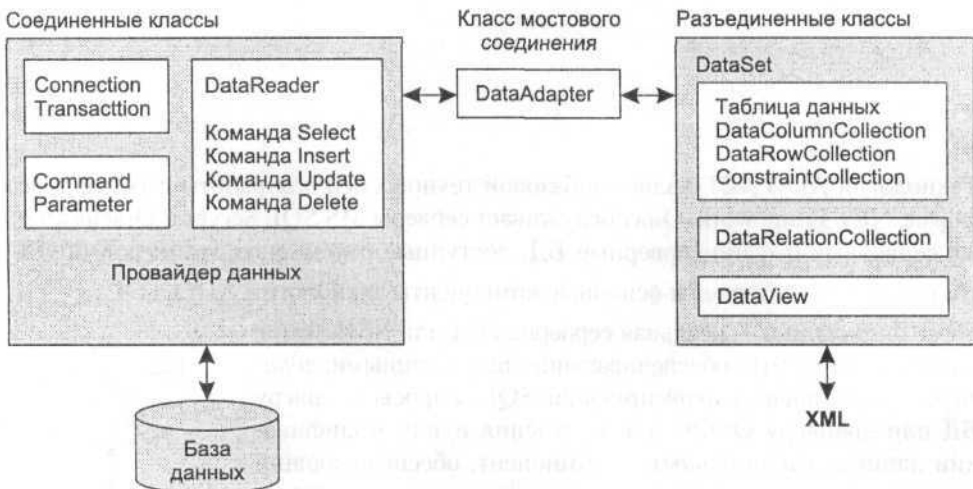 Соединенные классы
Класс мостового
соединения
Разъединенные классы
Connection
Transacttion
Command
Parameter
DataReader
Команда Select
Команда Insert
Команда Update
Команда Delete
Провайдер данных
DataAdapter
DataSet
Таблица данных
DataColumnCollection
DataRowCollection
ConstraintCollection
DataRelationCollection
DataView
База
данных
XML